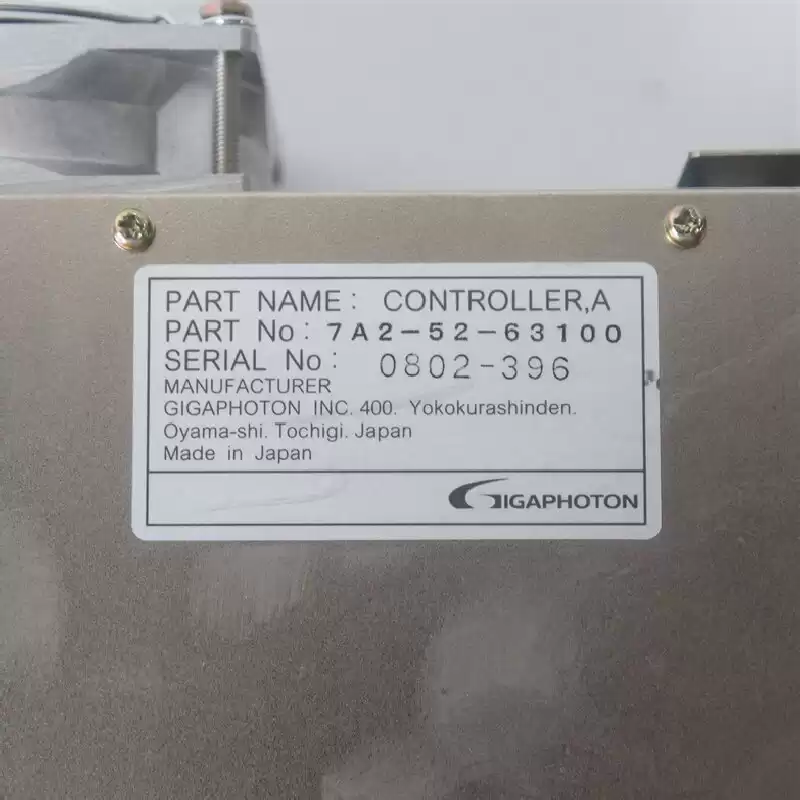 PART NAME: CONTROLLER,A
PART No: 7A2-52-63100
SERIAL No: 0802-396
MANUFACTURER
GIGAPHOTON INC. 400. Yokokurashinden.
Oyama-shi. Tochigi. Japan
Made in Japan
GIGAPHOTON